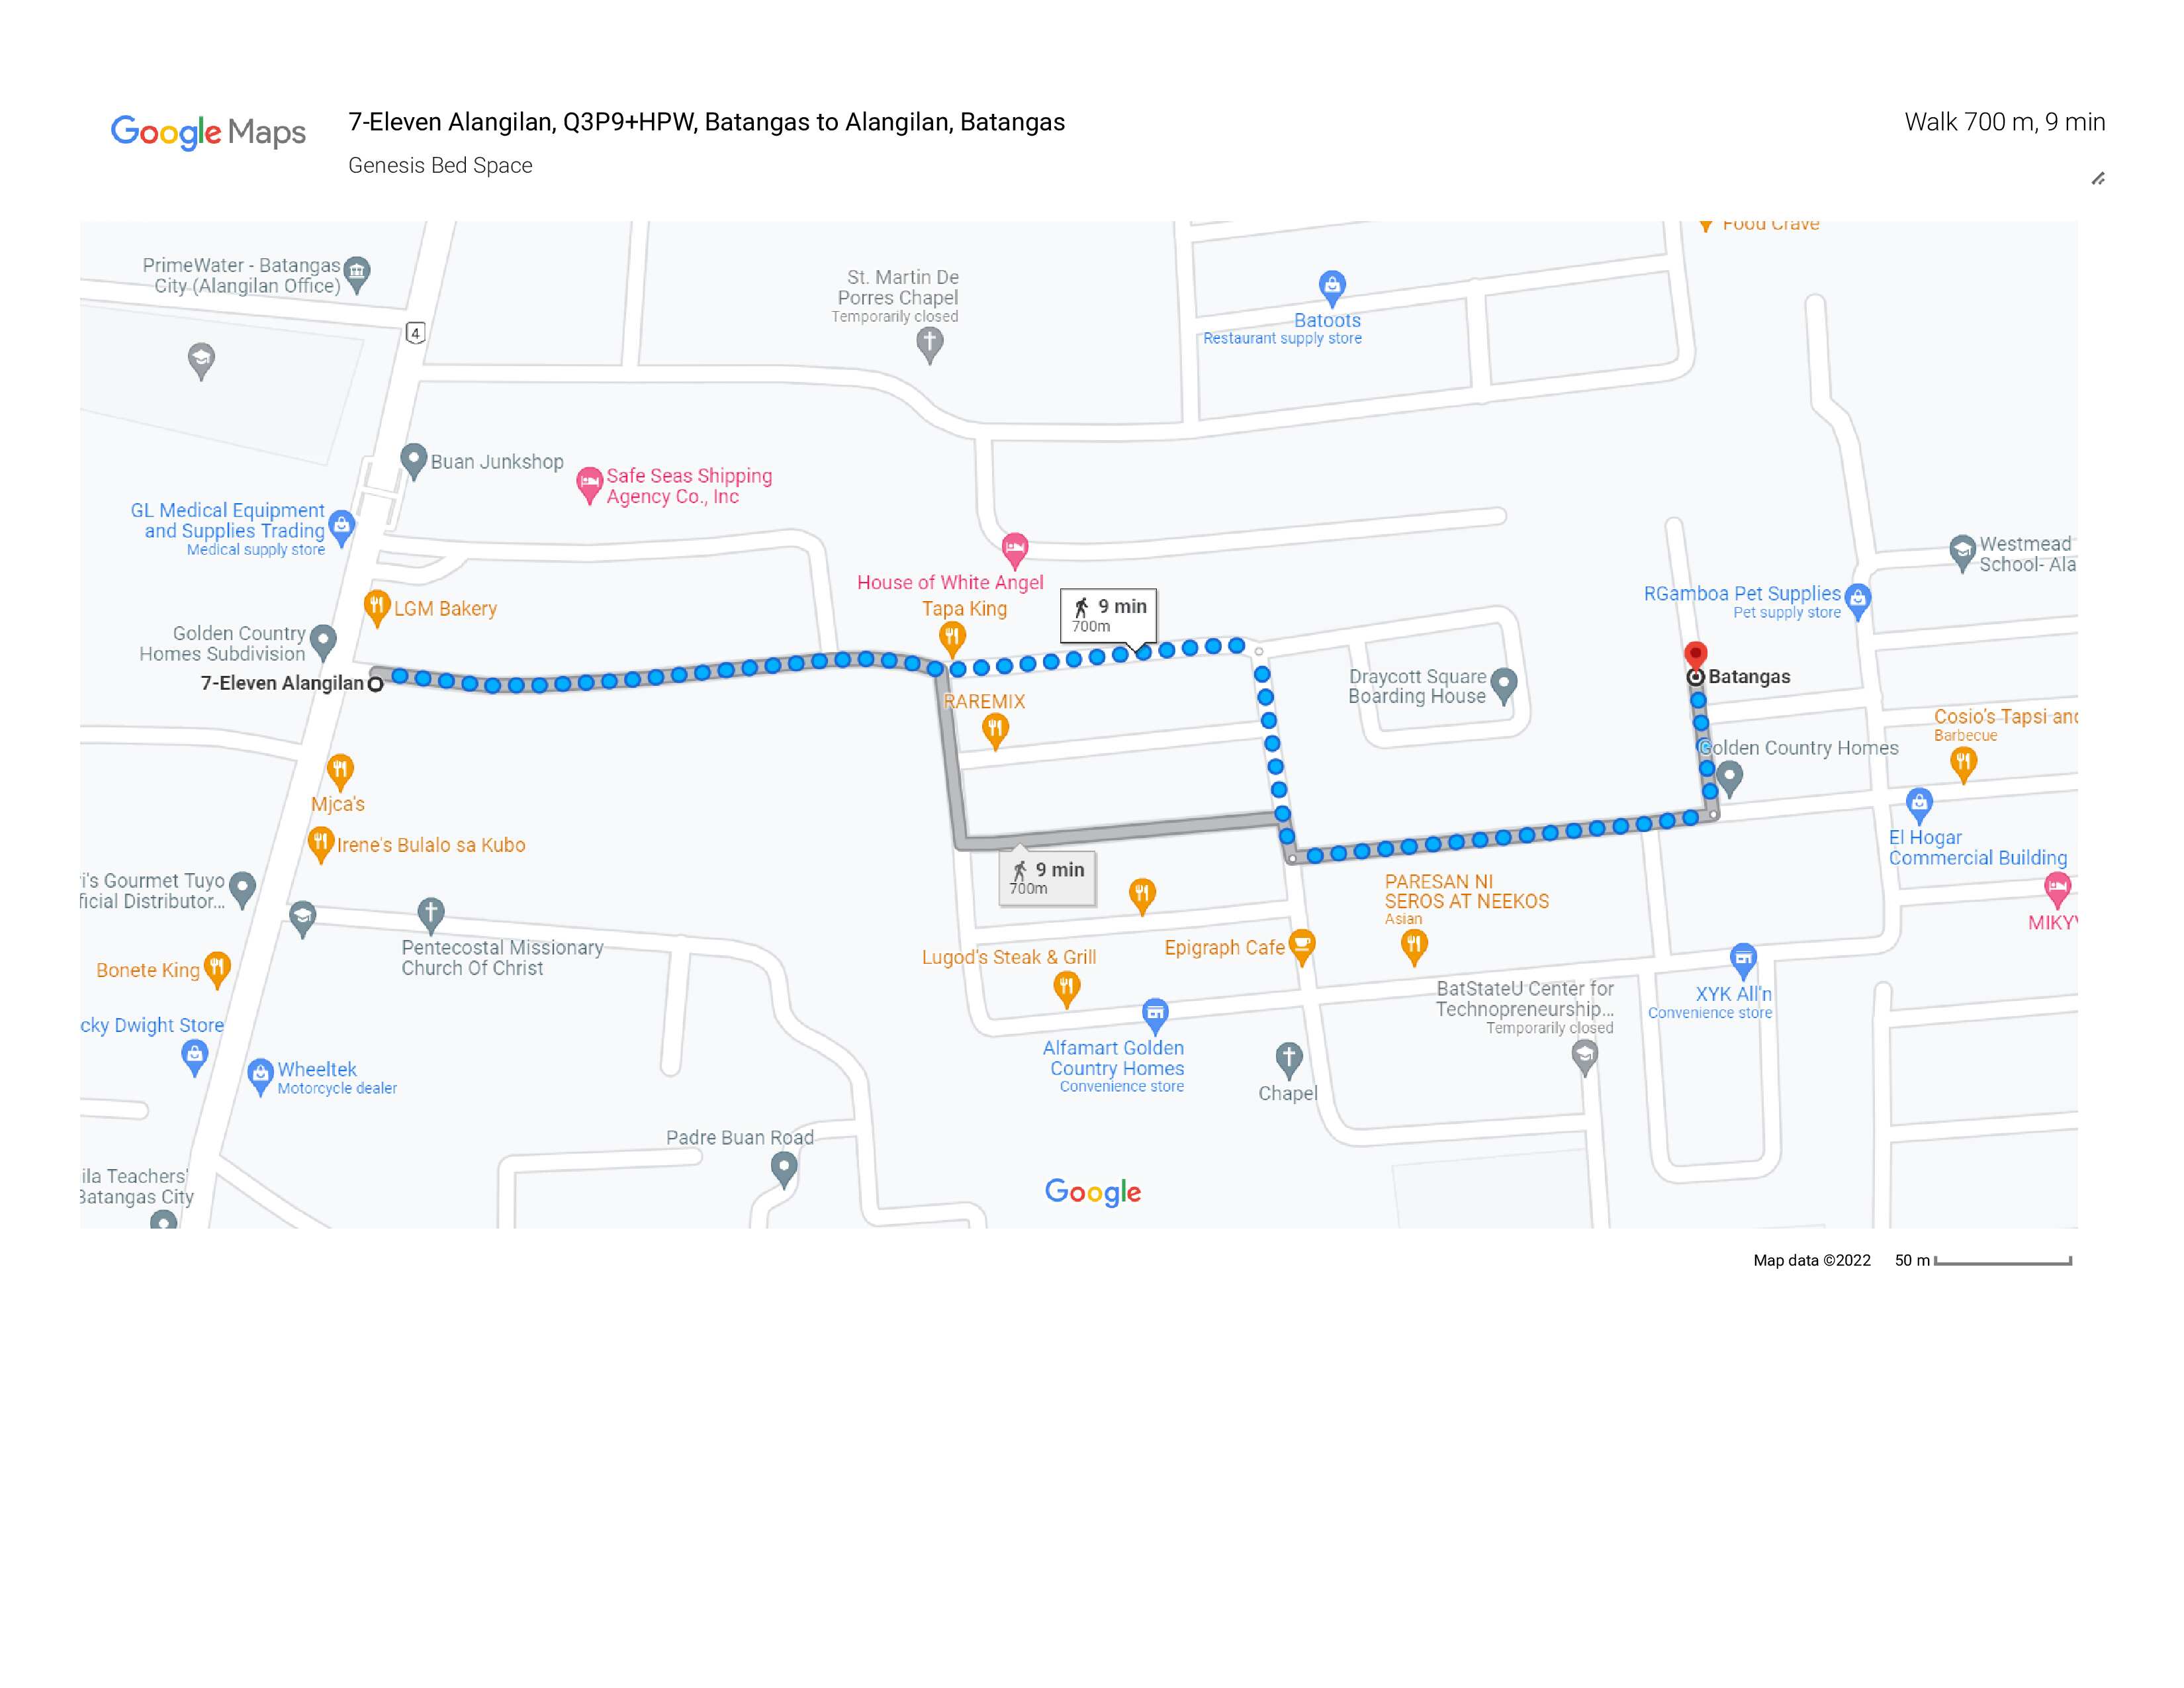 Google Maps
7-Eleven Alangilan, Q3P9+HPW, Batangas to Alangilan, Batangas
Walk 700 m, 9 min
Genesis Bed Space
Food Crave
PrimeWater - Batangas
City (Alangilan Office)
St. Martin De
Porres Chapel
Temporarily closed
4
Batoots
Restaurant supply store
Buan Junkshop
Safe Seas Shipping
Agency Co., Inc
GL Medical Equipment
and Supplies Trading
Medical supply store
Westmead
School- Ala
House of White Angel
LGM Bakery
Tapa King
9 min
700m
RGamboa Pet Supplies
Pet supply store
Golden Country
Homes Subdivision
7-Eleven Alangilan
Draycott Square
Boarding House
Batangas
RAREMIX
Cosio's Tapsi and
Barbecue
Golden Country Homes
Mjca's
Irene's Bulalo sa Kubo
El Hogar
Commercial Building
9 min
700m
i's Gourmet Tuyo
ficial Distributor...
PARESAN NI
SEROS AT NEEKOS
Asian
MIKY
Pentecostal Missionary
Church Of Christ
Lugod's Steak & Grill
Epigraph Cafe
Bonete King
BatStateU Center for
Technopreneurship...
Temporarily closed
XYK All'n
Convenience store
cky Dwight Store
Alfamart Golden
Country Homes
Convenience store
Wheeltek
Motorcycle dealer
Chapel
Padre Buan Road
ila Teachers'
Batangas City
Google
Map data ©2022
50 m